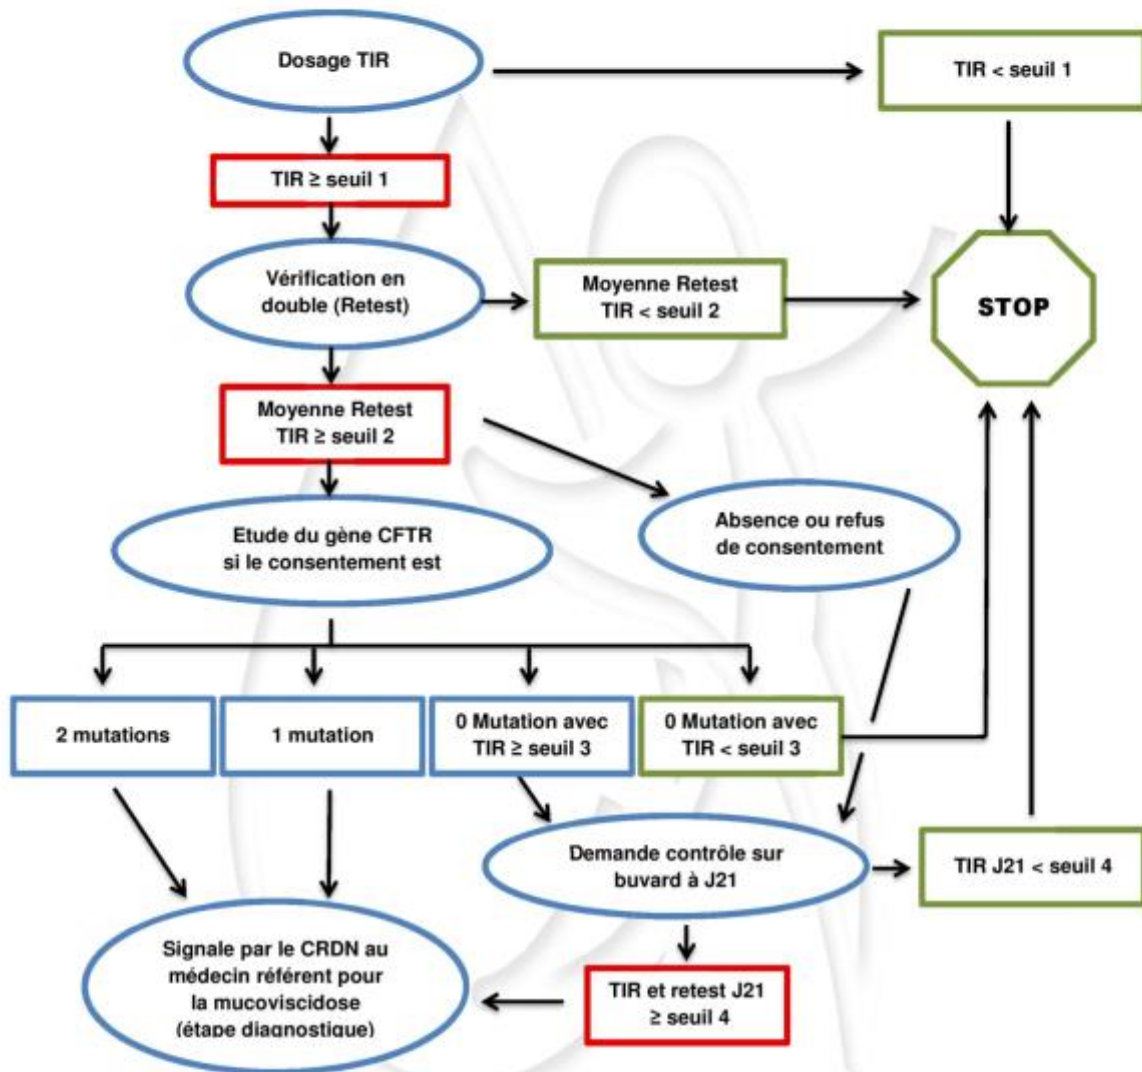 Dosage TIR
TIR < seuil 1
TIR ≥ seuil 1
Vérification en
double (Retest)
Moyenne Retest
TIR < seuil 2
STOP
Moyenne Retest
TIR ≥ seuil 2
Etude du gène CFTR
si le consentement est
Absence ou refus
de consentement
2 mutations
1 mutation
0 Mutation avec
TIR ≥ seuil 3
0 Mutation avec
TIR < seuil 3
Demande contrôle sur
buvard à J21
TIR J21 < seuil 4
Signale par le CRDN au
médecin référent pour
la mucoviscidose
(étape diagnostique)
TIR et retest J21
≥ seuil 4